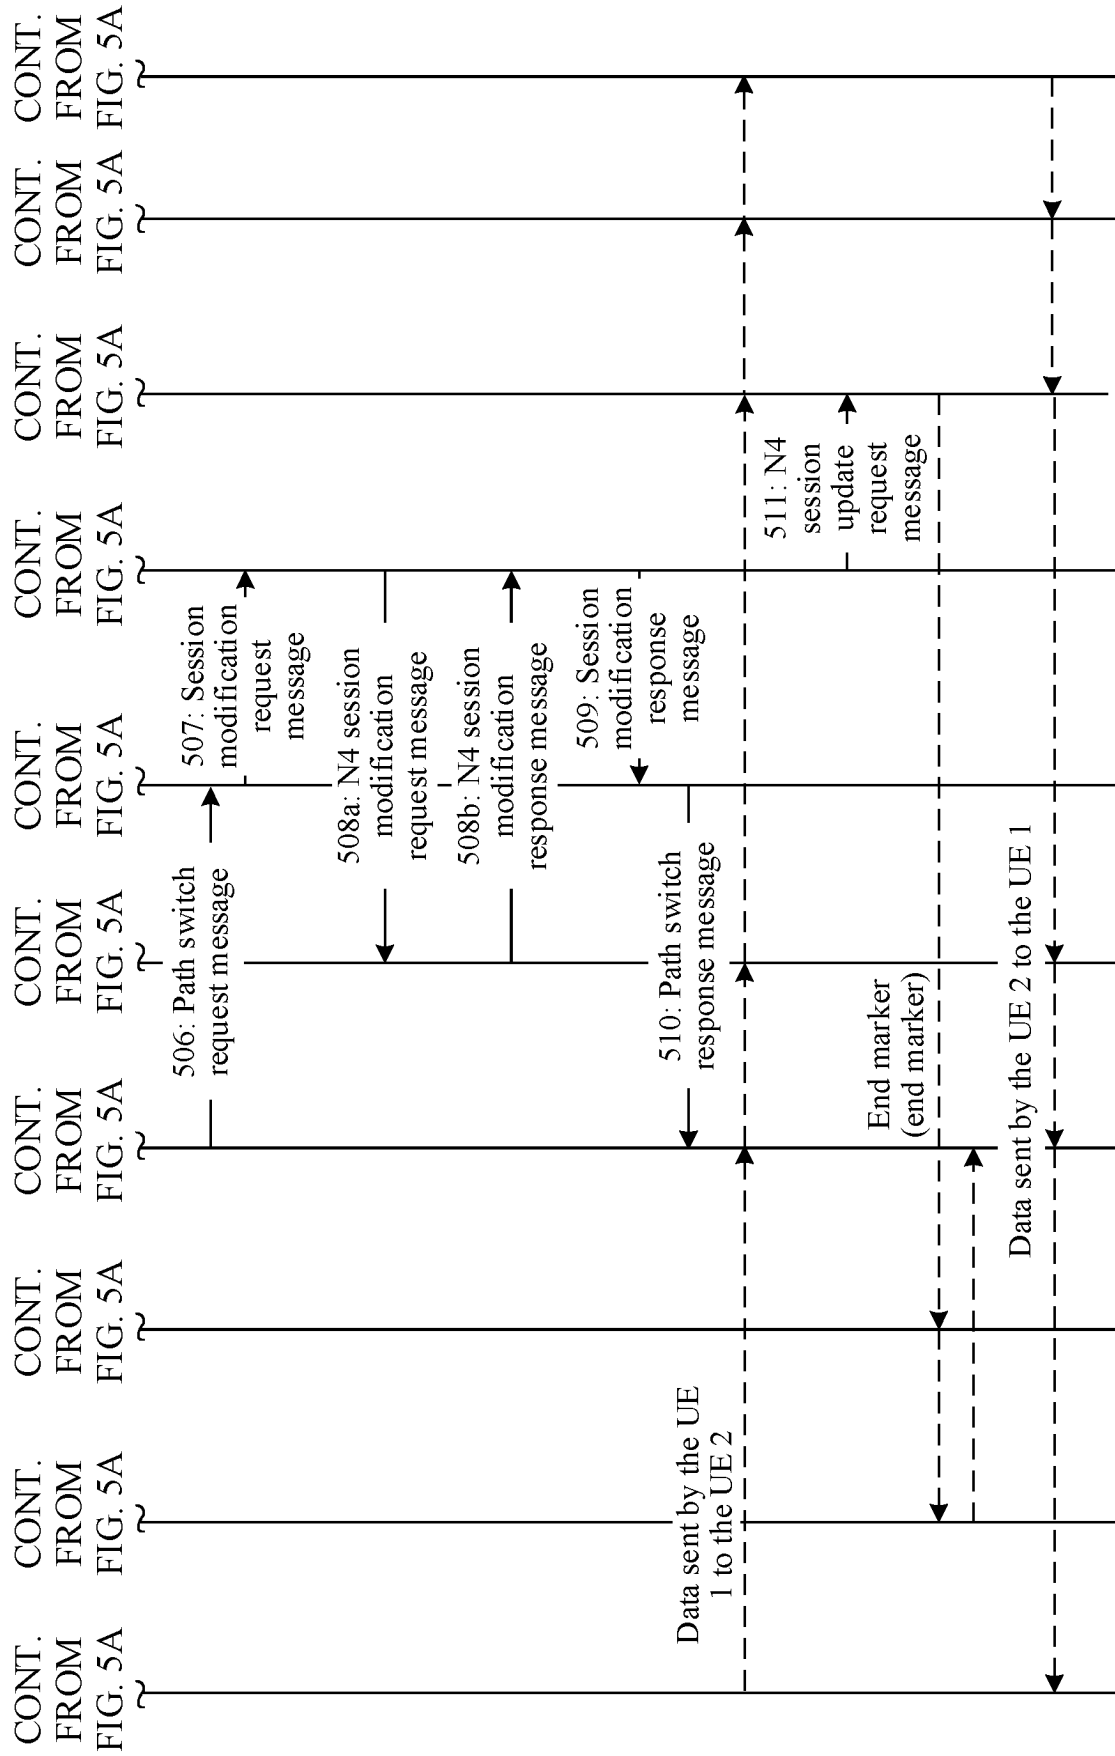 CONT.
FROM
FIG. 5A
CONT.
FROM
FIG. 5A
CONT.
FROM
FIG. 5A
CONT.
FROM
FIG. 5A
CONT.
FROM
FIG. 5A
CONT.
FROM
FIG. 5A
CONT.
FROM
FIG. 5A
CONT.
FROM
FIG. 5A
CONT.
FROM
FIG. 5A
CONT.
FROM
FIG. 5A
506: Path switch
request message
507: Session
modification
request
message
508a: N4 session
modification
request message
508b: N4 session
modification
response message
509: Session
modification
response
message
510: Path switch
response message
Data sent by the UE
1 to the UE 2
511: N4
session
update
request
message
End marker
(end marker)
Data sent by the UE 2 to the UE 1